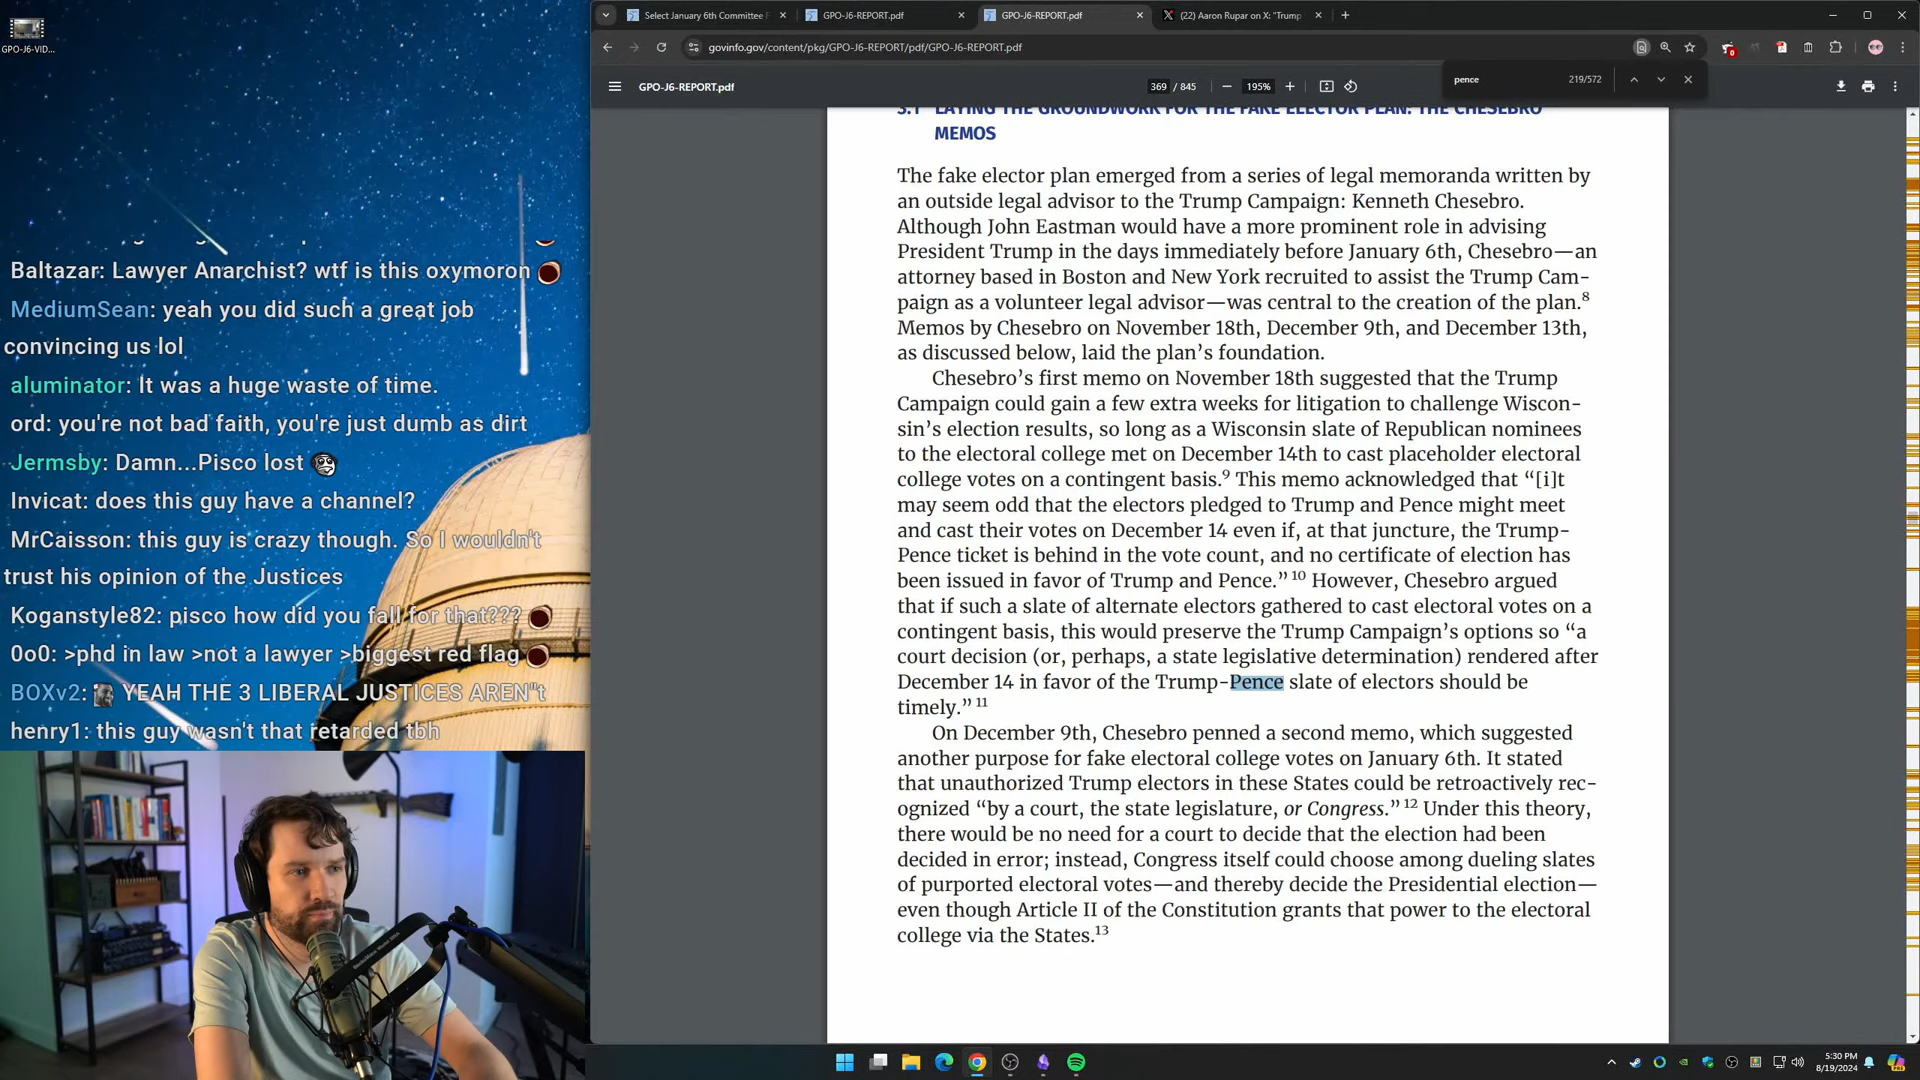 GPO-J6-VID...
Select January 6th Committee F
GPO-J6-REPORT.pdf
GPO-J6-REPORT.pdf
(22) Aaron Rupar on X: "Trump
govinfo.gov/content/pkg/GPO-J6-REPORT/pdf/GPO-J6-REPORT.pdf
0
pence
219/572
GPO-J6-REPORT.pdf
369 / 845
195%
3.1 LAYING THE GROUNDWORK FOR THE FAKE ELECTOR PLAN: THE CHESEBRO
MEMOS
The fake elector plan emerged from a series of legal memoranda written by
an outside legal advisor to the Trump Campaign: Kenneth Chesebro.
Although John Eastman would have a more prominent role in advising
President Trump in the days immediately before January 6th, Chesebro—an
attorney based in Boston and New York recruited to assist the Trump Cam-
paign as a volunteer legal advisor—was central to the creation of the plan.8
Memos by Chesebro on November 18th, December 9th, and December 13th,
as discussed below, laid the plan's foundation.
Chesebro's first memo on November 18th suggested that the Trump
Campaign could gain a few extra weeks for litigation to challenge Wiscon-
sin's election results, so long as a Wisconsin slate of Republican nominees
to the electoral college met on December 14th to cast placeholder electoral
college votes on a contingent basis.9 This memo acknowledged that "[i]t
may seem odd that the electors pledged to Trump and Pence might meet
and cast their votes on December 14 even if, at that juncture, the Trump-
Pence ticket is behind in the vote count, and no certificate of election has
been issued in favor of Trump and Pence." 10 However, Chesebro argued
that if such a slate of alternate electors gathered to cast electoral votes on a
contingent basis, this would preserve the Trump Campaign's options so "a
court decision (or, perhaps, a state legislative determination) rendered after
December 14 in favor of the Trump-Pence slate of electors should be
timely." 11
On December 9th, Chesebro penned a second memo, which suggested
another purpose for fake electoral college votes on January 6th. It stated
that unauthorized Trump electors in these States could be retroactively rec-
ognized "by a court, the state legislature, or Congress." 12 Under this theory,
there would be no need for a court to decide that the election had been
decided in error; instead, Congress itself could choose among dueling slates
of purported electoral votes—and thereby decide the Presidential election—
even though Article II of the Constitution grants that power to the electoral
college via the States.13
Baltazar: Lawyer Anarchist? wtf is this oxymoron
MediumSean: yeah you did such a great job
convincing us lol
aluminator: It was a huge waste of time.
ord: you're not bad faith, you're just dumb as dirt
Jermsby: Damn...Pisco lost
Invicat: does this guy have a channel?
MrCaisson: this guy is crazy though. So I wouldn't
trust his opinion of the Justices
Koganstyle82: pisco how did you fall for that???
0o0: >phd in law >not a lawyer >biggest red flag
BOXv2: YEAH THE 3 LIBERAL JUSTICES AREN"t
henry1: this guy wasn't that retarded tbh
5:30 PM
8/19/2024